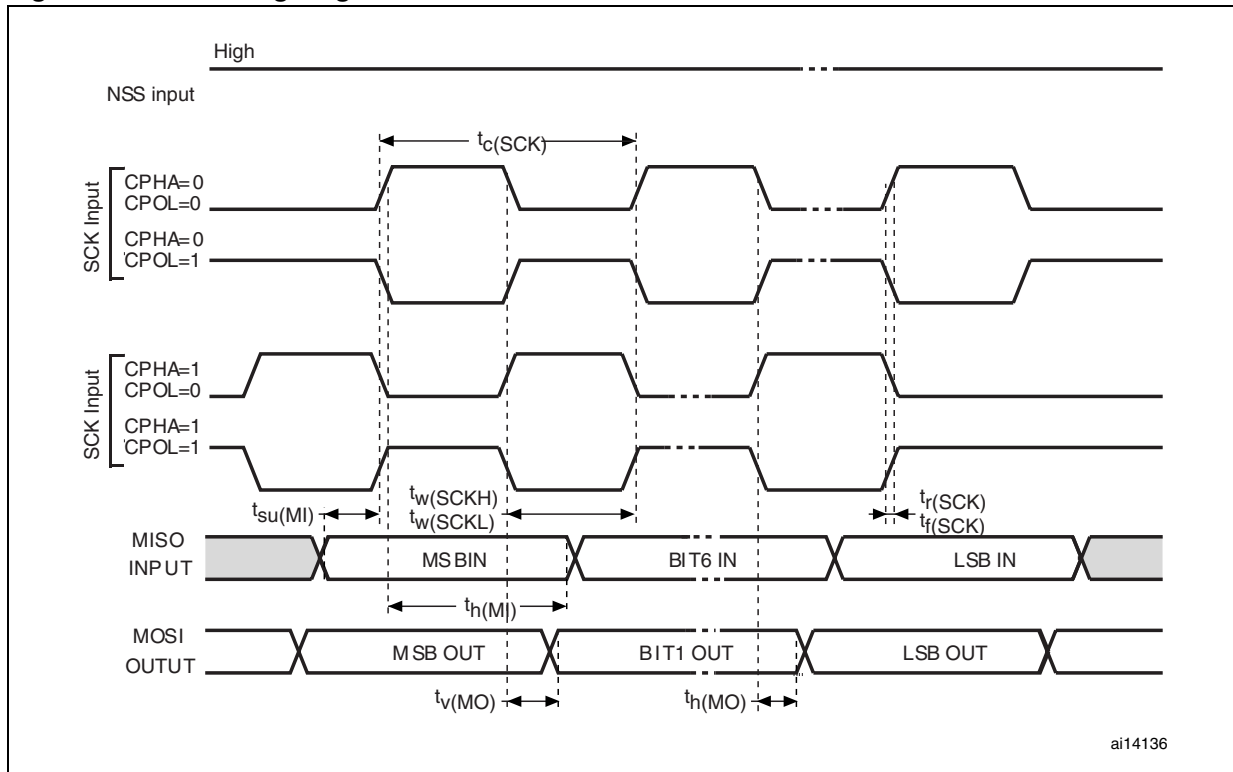 High
NSS input
tc(SCK)
SCK Input
CPHA=0
CPOL=0
CPHA=0
CPOL=1
SCK Input
CPHA=1
CPOL=0
CPHA=1
CPOL=1
tsu(MI)
tw(SCKH)
tw(SCKL)
tr(SCK)
tf(SCK)
MISO
INPUT
MSBIN
BIT6 IN
LSB IN
th(MI)
MOSI
OUTUT
MSB OUT
BIT1 OUT
LSB OUT
tv(MO)
th(MO)
ai14136